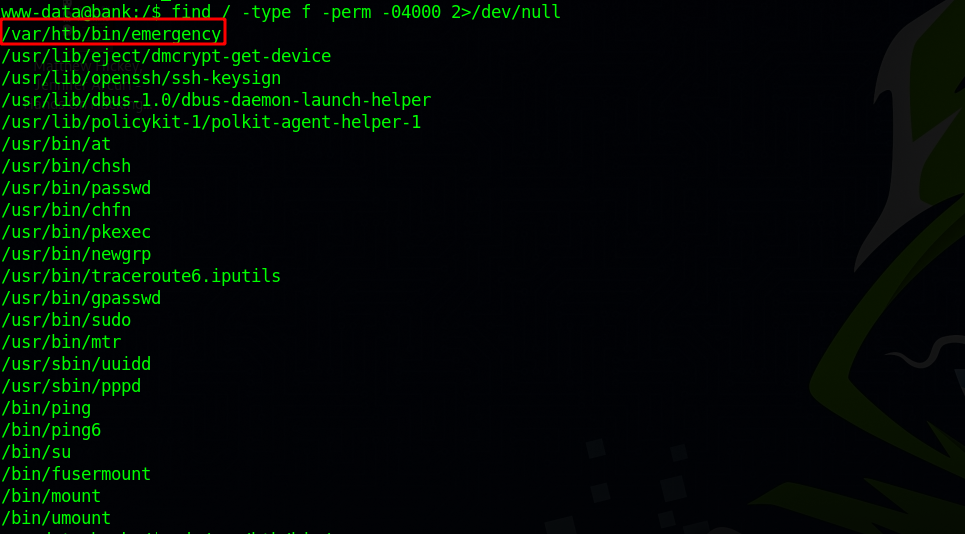 www-data@bank:/$ find / -type f -perm -04000 2>/dev/null
/var/htb/bin/emergency
/usr/lib/eject/dmcrypt-get-device
/usr/lib/openssh/ssh-keysign
/usr/lib/dbus-1.0/dbus-daemon-launch-helper
/usr/lib/policykit-1/polkit-agent-helper-1
/usr/bin/at
/usr/bin/chsh
/usr/bin/passwd
/usr/bin/chfn
/usr/bin/pkexec
/usr/bin/newgrp
/usr/bin/traceroute6.iputils
/usr/bin/gpasswd
/usr/bin/sudo
/usr/bin/mtr
/usr/sbin/uuidd
/usr/sbin/pppd
/bin/ping
/bin/ping6
/bin/su
/bin/fusermount
/bin/mount
/bin/umount